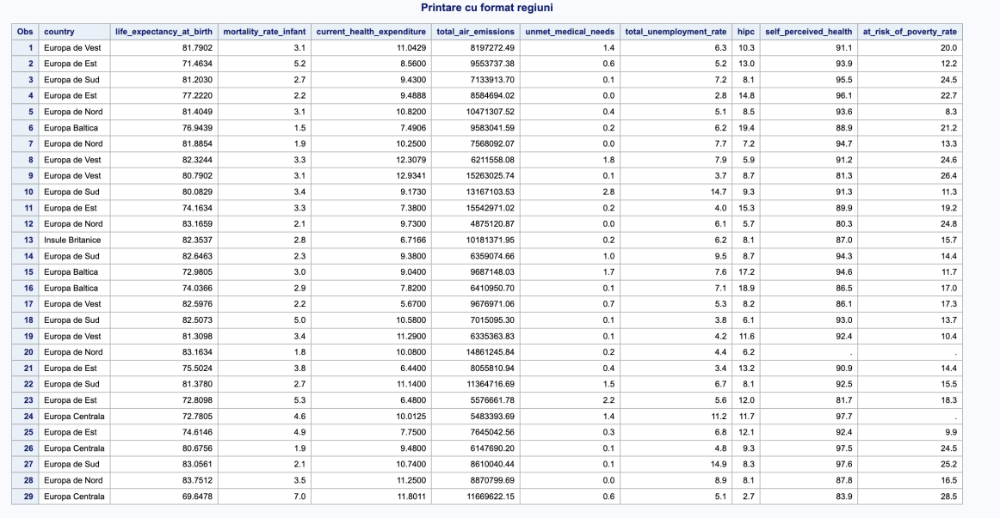 Printare cu format regiuni
Obs country life_expectancy_at_birth mortality_rate_infant current_health_expenditure total_air_emissions unmet_medical_needs total_unemployment_rate hipc self_perceived_health at_risk_of_poverty_rate
1 Europa de Vest 81.7902 3.1 11.0429 8197272.49 1.4 6.3 10.3 91.1 20.0
2 Europa de Est 71.4634 5.2 8.5600 9553737.38 0.6 5.2 13.0 93.9 12.2
3 Europa de Sud 81.2030 2.7 9.4300 7133913.70 0.1 7.2 8.1 95.5 24.5
4 Europa de Est 77.2220 2.2 9.4888 8584694.02 0.0 2.8 14.8 96.1 22.7
5 Europa de Nord 81.4049 3.1 10.8200 10471307.52 0.4 5.1 8.5 93.6 8.3
6 Europa Baltica 76.9439 1.5 7.4906 9583041.59 0.2 6.2 19.4 88.9 21.2
7 Europa de Nord 81.8854 1.9 10.2500 7568092.07 0.0 7.7 7.2 94.7 13.3
8 Europa de Vest 82.3244 3.3 12.3079 6211558.08 1.8 7.9 5.9 91.2 24.6
9 Europa de Vest 80.7902 3.1 12.9341 15263025.74 0.1 3.7 8.7 81.3 26.4
10 Europa de Sud 80.0829 3.4 9.1730 13167103.53 2.8 14.7 9.3 91.3 11.3
11 Europa de Est 74.1634 3.3 7.3800 15542971.02 0.2 4.0 15.3 89.9 19.2
12 Europa de Nord 83.1659 2.1 9.7300 4875120.87 0.0 6.1 5.7 80.3 24.8
13 Insule Britanice 82.3537 2.8 6.7166 10181371.95 0.2 6.2 8.1 87.0 15.7
14 Europa de Sud 82.6463 2.3 9.3800 6359074.66 1.0 9.5 8.7 94.3 14.4
15 Europa Baltica 72.9805 3.0 9.0400 9687148.03 1.7 7.6 17.2 94.6 11.7
16 Europa Baltica 74.0366 2.9 7.8200 6410950.70 0.1 7.1 18.9 86.5 17.0
17 Europa de Vest 82.5976 2.2 5.6700 9676971.06 0.7 5.3 8.2 86.1 17.3
18 Europa de Sud 82.5073 5.0 10.5800 7015095.30 0.1 3.8 6.1 93.0 13.7
19 Europa de Vest 81.3098 3.4 11.2900 6335363.83 0.1 4.2 11.6 92.4 10.4
20 Europa de Nord 83.1634 1.8 10.0800 14861245.84 0.2 4.4 6.2 . .
21 Europa de Est 75.5024 3.8 6.4400 8055810.94 0.4 3.4 13.2 90.9 14.4
22 Europa de Sud 81.3780 2.7 11.1400 11364716.69 1.5 6.7 8.1 92.5 15.5
23 Europa de Est 72.8098 5.3 6.4800 5576661.78 2.2 5.6 12.0 81.7 18.3
24 Europa Centrala 72.7805 4.6 10.0125 5483393.69 1.4 11.2 11.7 97.7 .
25 Europa de Est 74.6146 4.9 7.7500 7645042.56 0.3 6.8 12.1 92.4 9.9
26 Europa Centrala 80.6756 1.9 9.4800 6147690.20 0.1 4.8 9.3 97.5 24.5
27 Europa de Sud 83.0561 2.1 10.7400 8610040.44 0.1 14.9 8.3 97.6 25.2
28 Europa de Nord 83.7512 3.5 11.2500 8870799.69 0.0 8.9 8.1 87.8 16.5
29 Europa Centrala 69.6478 7.0 11.8011 11669622.15 0.6 5.1 2.7 83.9 28.5